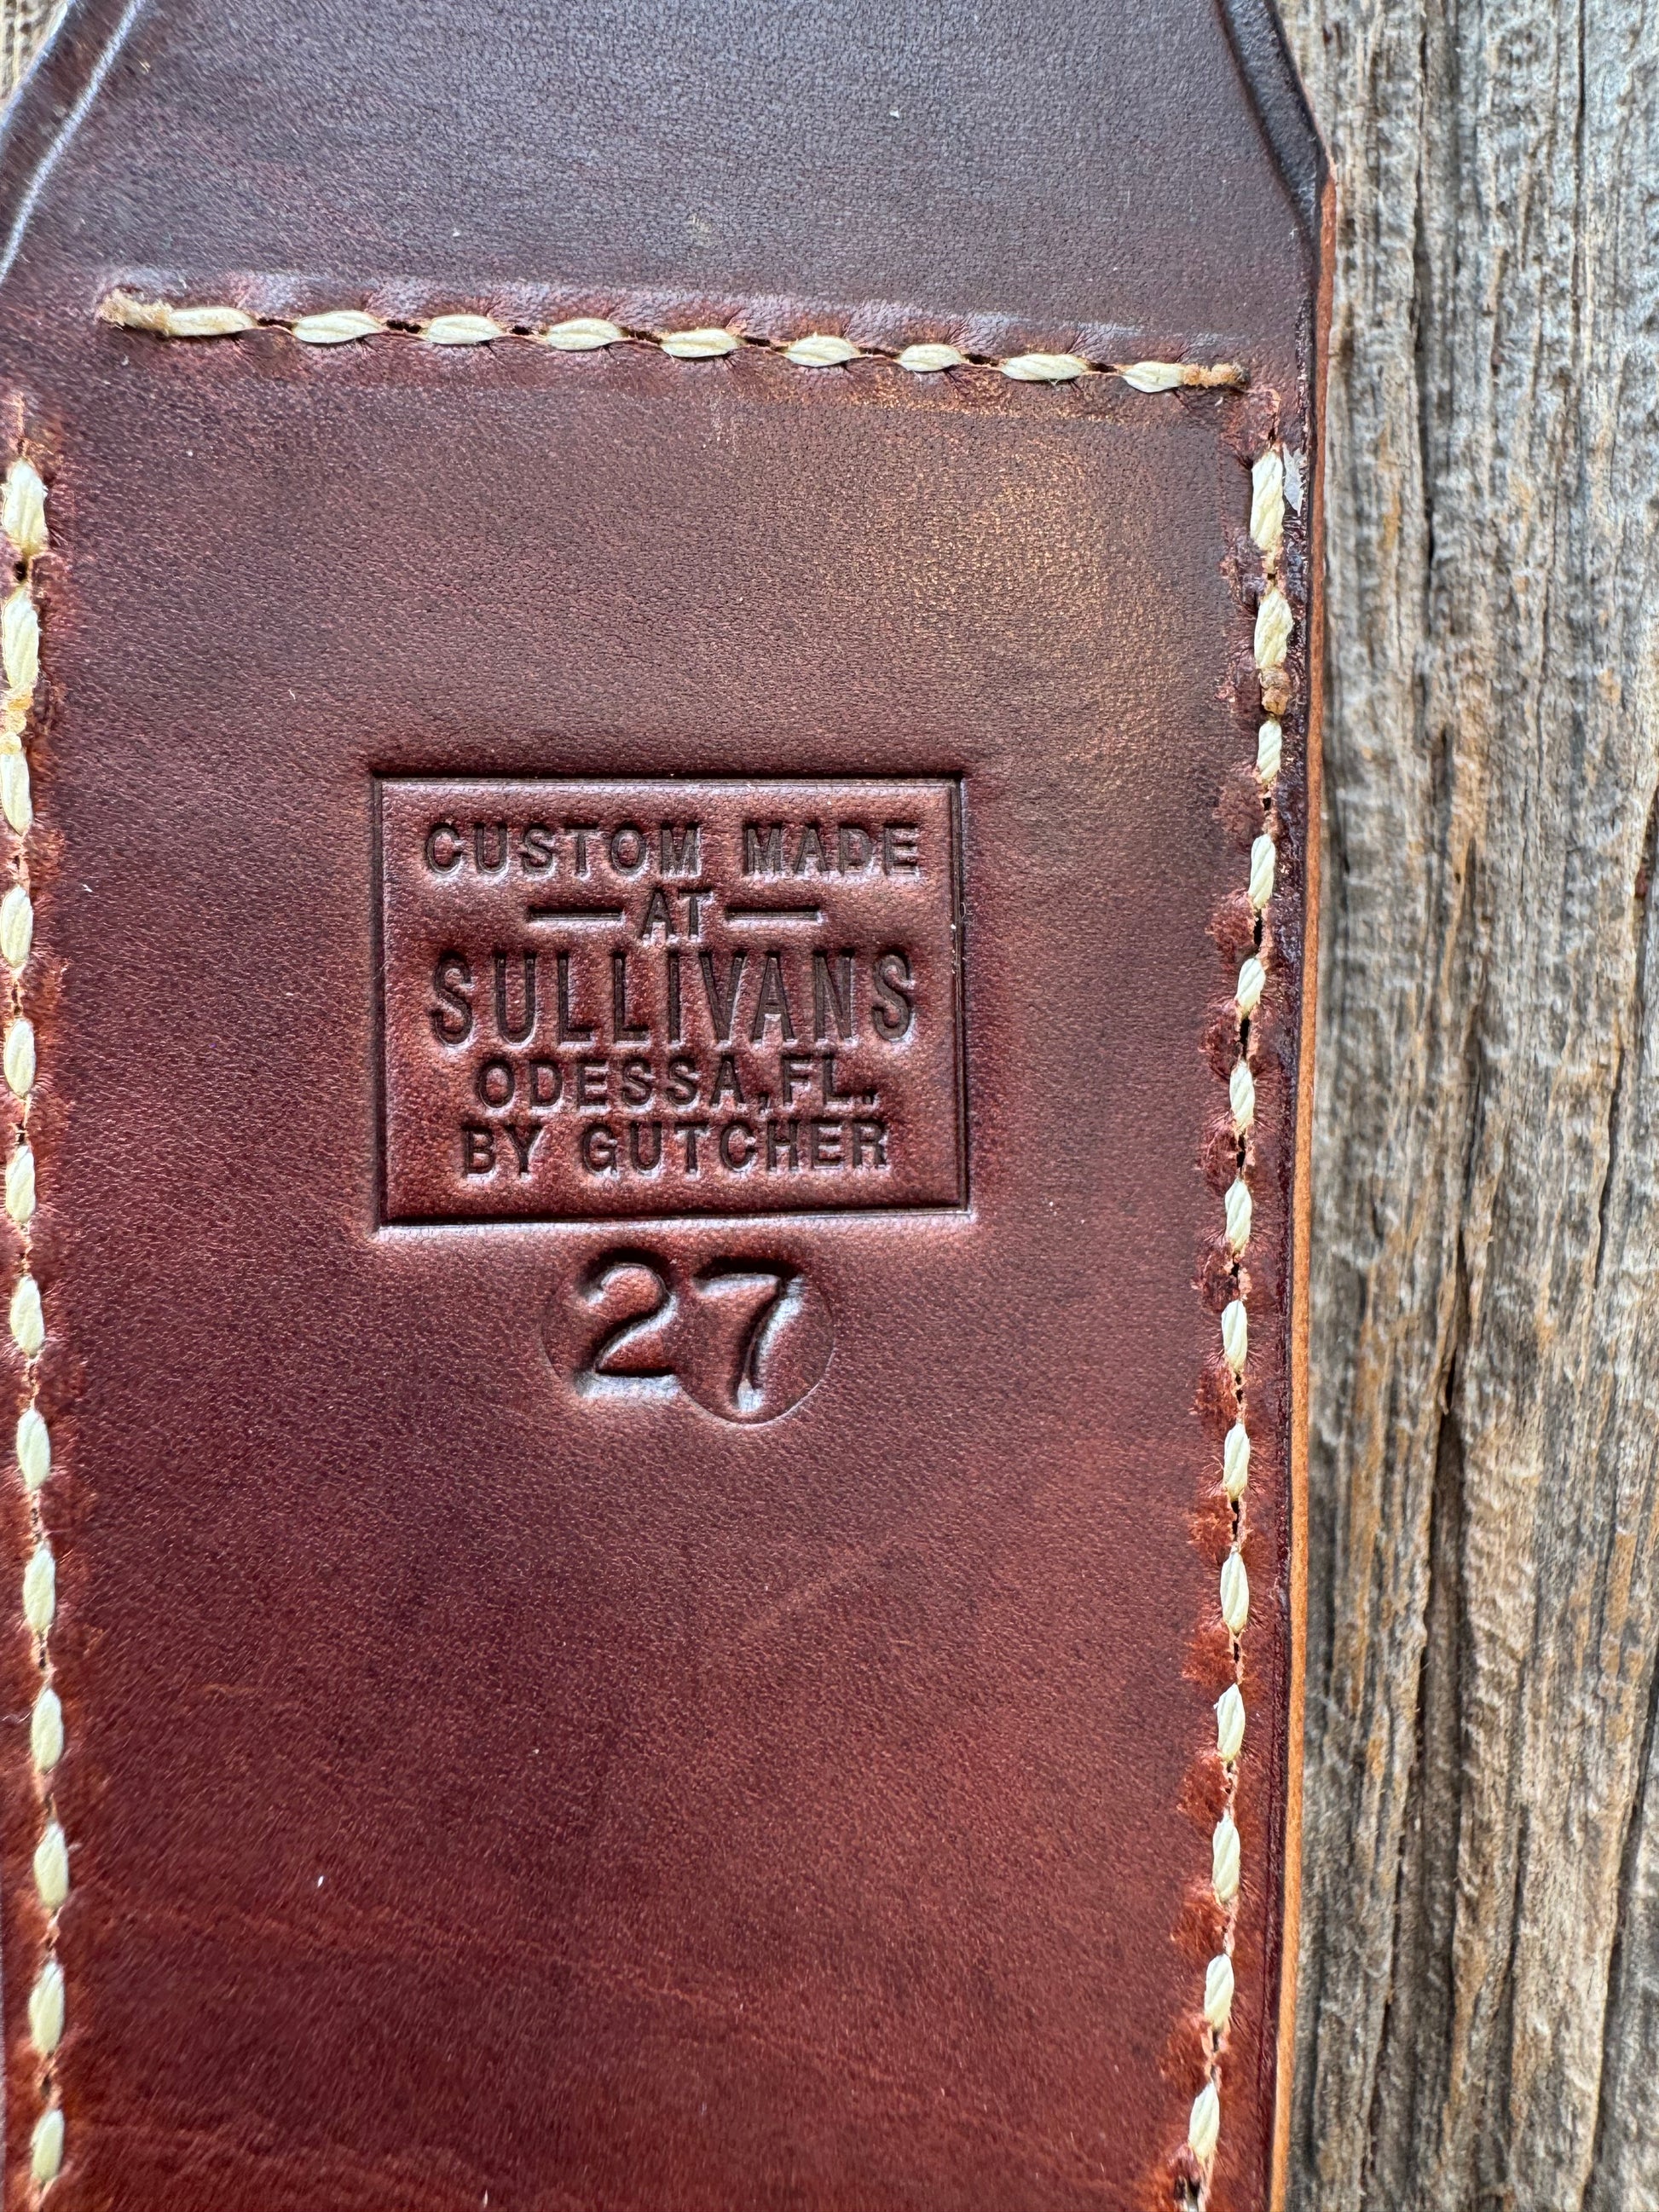 CUSTOM MADE
AT
SULLIVANS
ODESSA, FL.
BY GUTCHER
27